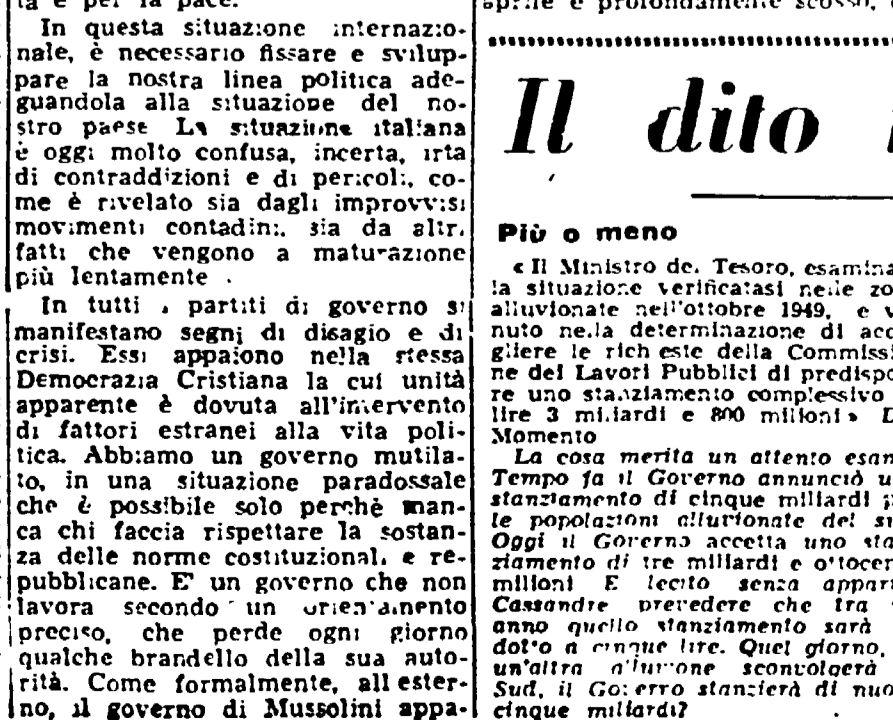 ta e per la pace.
In questa situazione internazio-
nale, è necessario fissare e svilup-
pare la nostra linea politica ade-
guandola alla situazione del no-
stro paese La situazione italiana
è oggi molto confusa, incerta, irta
di contraddizioni e di pericoli, co-
me è rivelato sia dagli improvvisi
movimenti contadini, sia da altri
fatti che vengono a maturazione
più lentamente .
In tutti i partiti di governo si
manifestano segni di disagio e di
crisi. Essi appaiono nella stessa
Democrazia Cristiana la cui unità
apparente è dovuta all'intervento
di fattori estranei alla vita poli-
tica. Abbiamo un governo mutila-
to, in una situazione paradossale
che è possibile solo perchè man-
ca chi faccia rispettare la sostan-
za delle norme costituzionali e re-
pubblicane. E' un governo che non
lavora secondo un orientamento
preciso, che perde ogni giorno
qualche brandello della sua auto-
rità. Come formalmente, all'ester-
no, il governo di Mussolini appa-
aprile è profondamente scosso,
Il dito
Più o meno
« Il Ministro del Tesoro, esamina
la situazione verificatasi nelle zo
alluvionate nell'ottobre 1949, e v
nuto nella determinazione di acc
gliere le richieste della Commissi
ne dei Lavori Pubblici di predispo
re uno stanziamento complessivo
lire 3 miliardi e 800 milioni »
Momento
La cosa merita un attento esam
Tempo fa il Governo annunciò u
stanziamento di cinque miliardi p
le popolazioni alluvionate del su
Oggi il Governo accetta uno sta
ziamento di tre miliardi e ottocen
milioni E lecito senza appar
Cassandre prevedere che tra
anno quello stanziamento sarà
dotto a cinque lire. Quel giorno,
un'altra alluvione sconvolgerà
Sud, il Governo stanzierà di nuo
cinque miliardi?